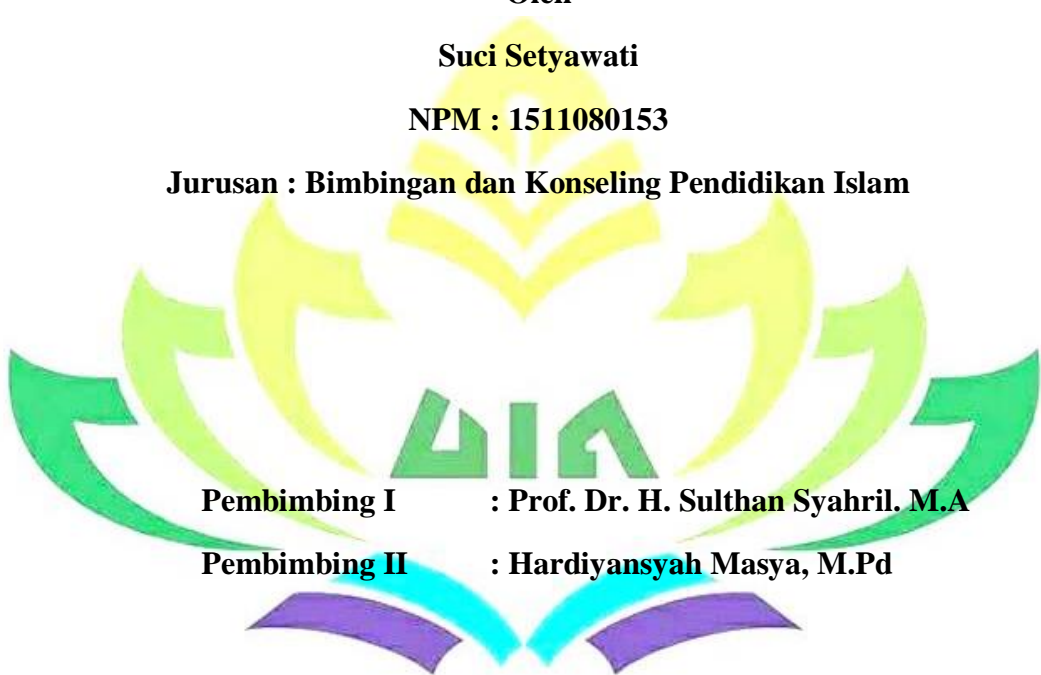 Oleh
Suci Setyawati
NPM : 1511080153
Jurusan : Bimbingan dan Konseling Pendidikan Islam
UIN
Pembimbing I : Prof. Dr. H. Sulthan Syahril. M.A
Pembimbing II : Hardiyansyah Masya, M.Pd